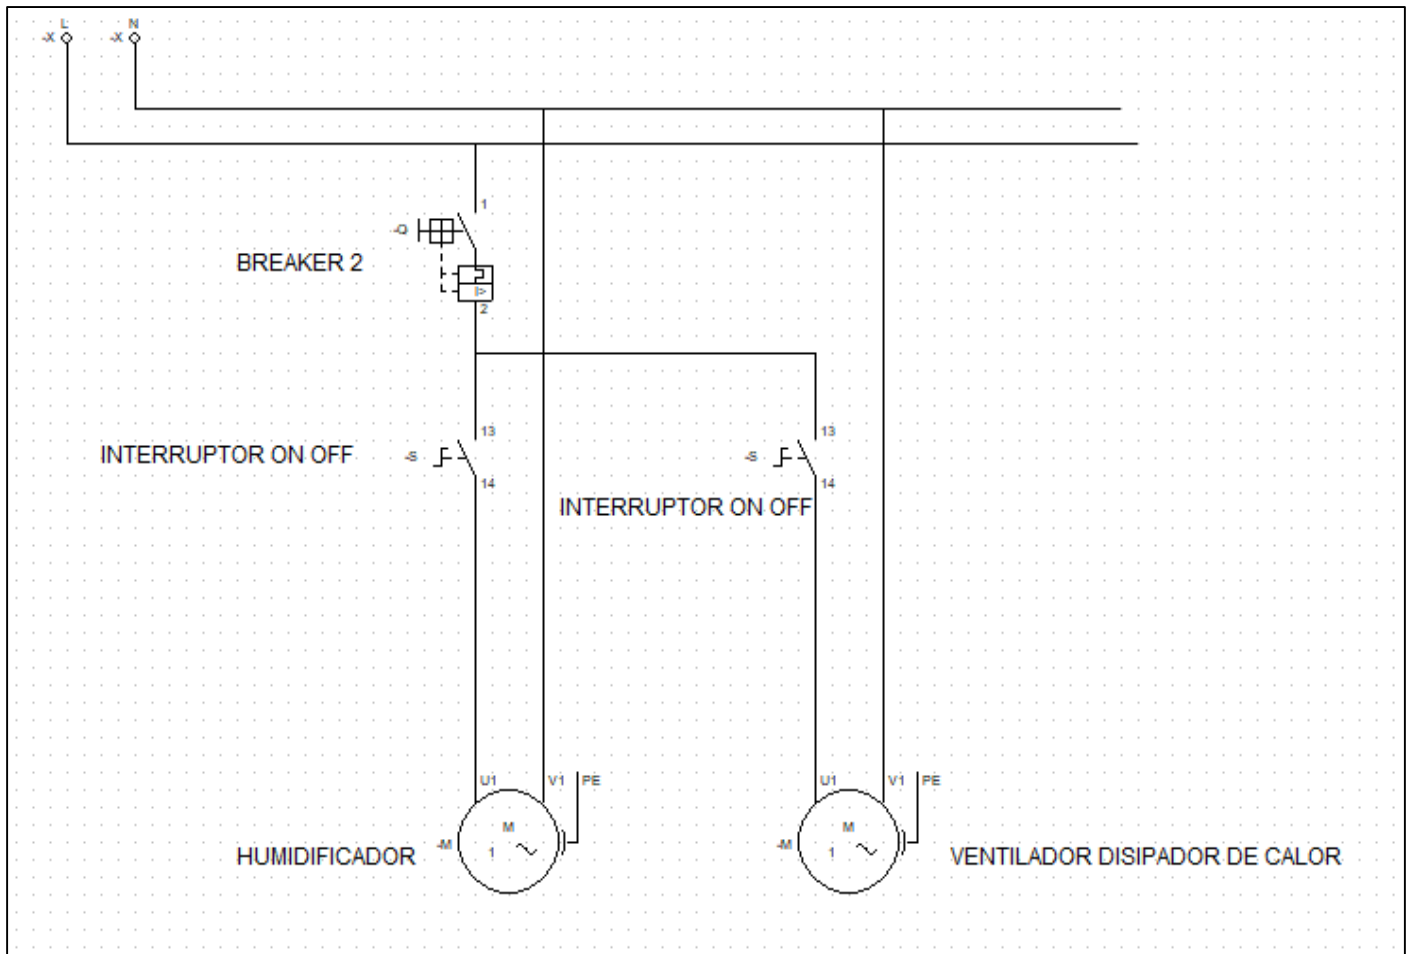 L N
-X -X
1
-Q
BREAKER 2
I>
2
13 13
INTERRUPTOR ON OFF -S -S
14 14
INTERRUPTOR ON OFF
U1 V1 PE U1 V1 PE
M M
HUMIDIFICADOR -M 1 -M 1 VENTILADOR DISIPADOR DE CALOR